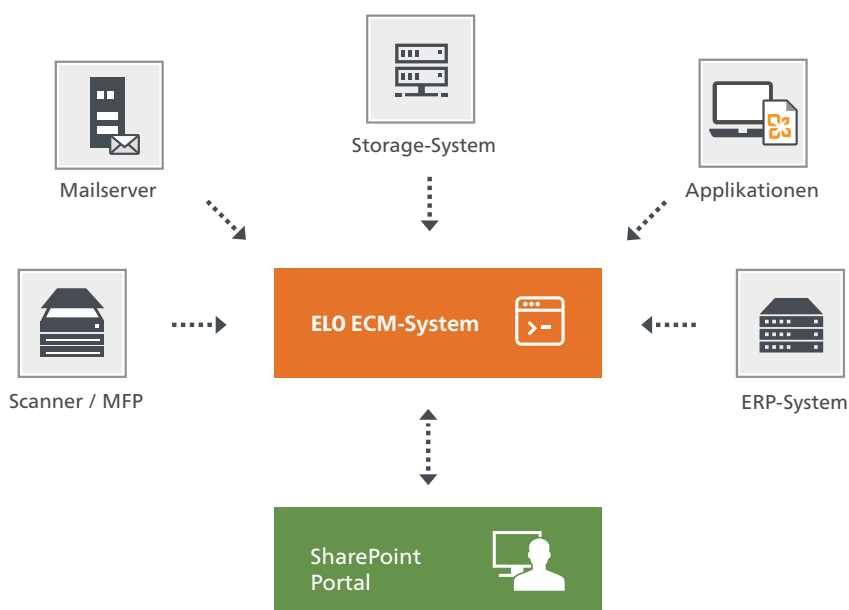 Storage-System
Mailserver
Applikationen
ELO ECM-System
Scanner / MFP
ERP-System
SharePoint
Portal